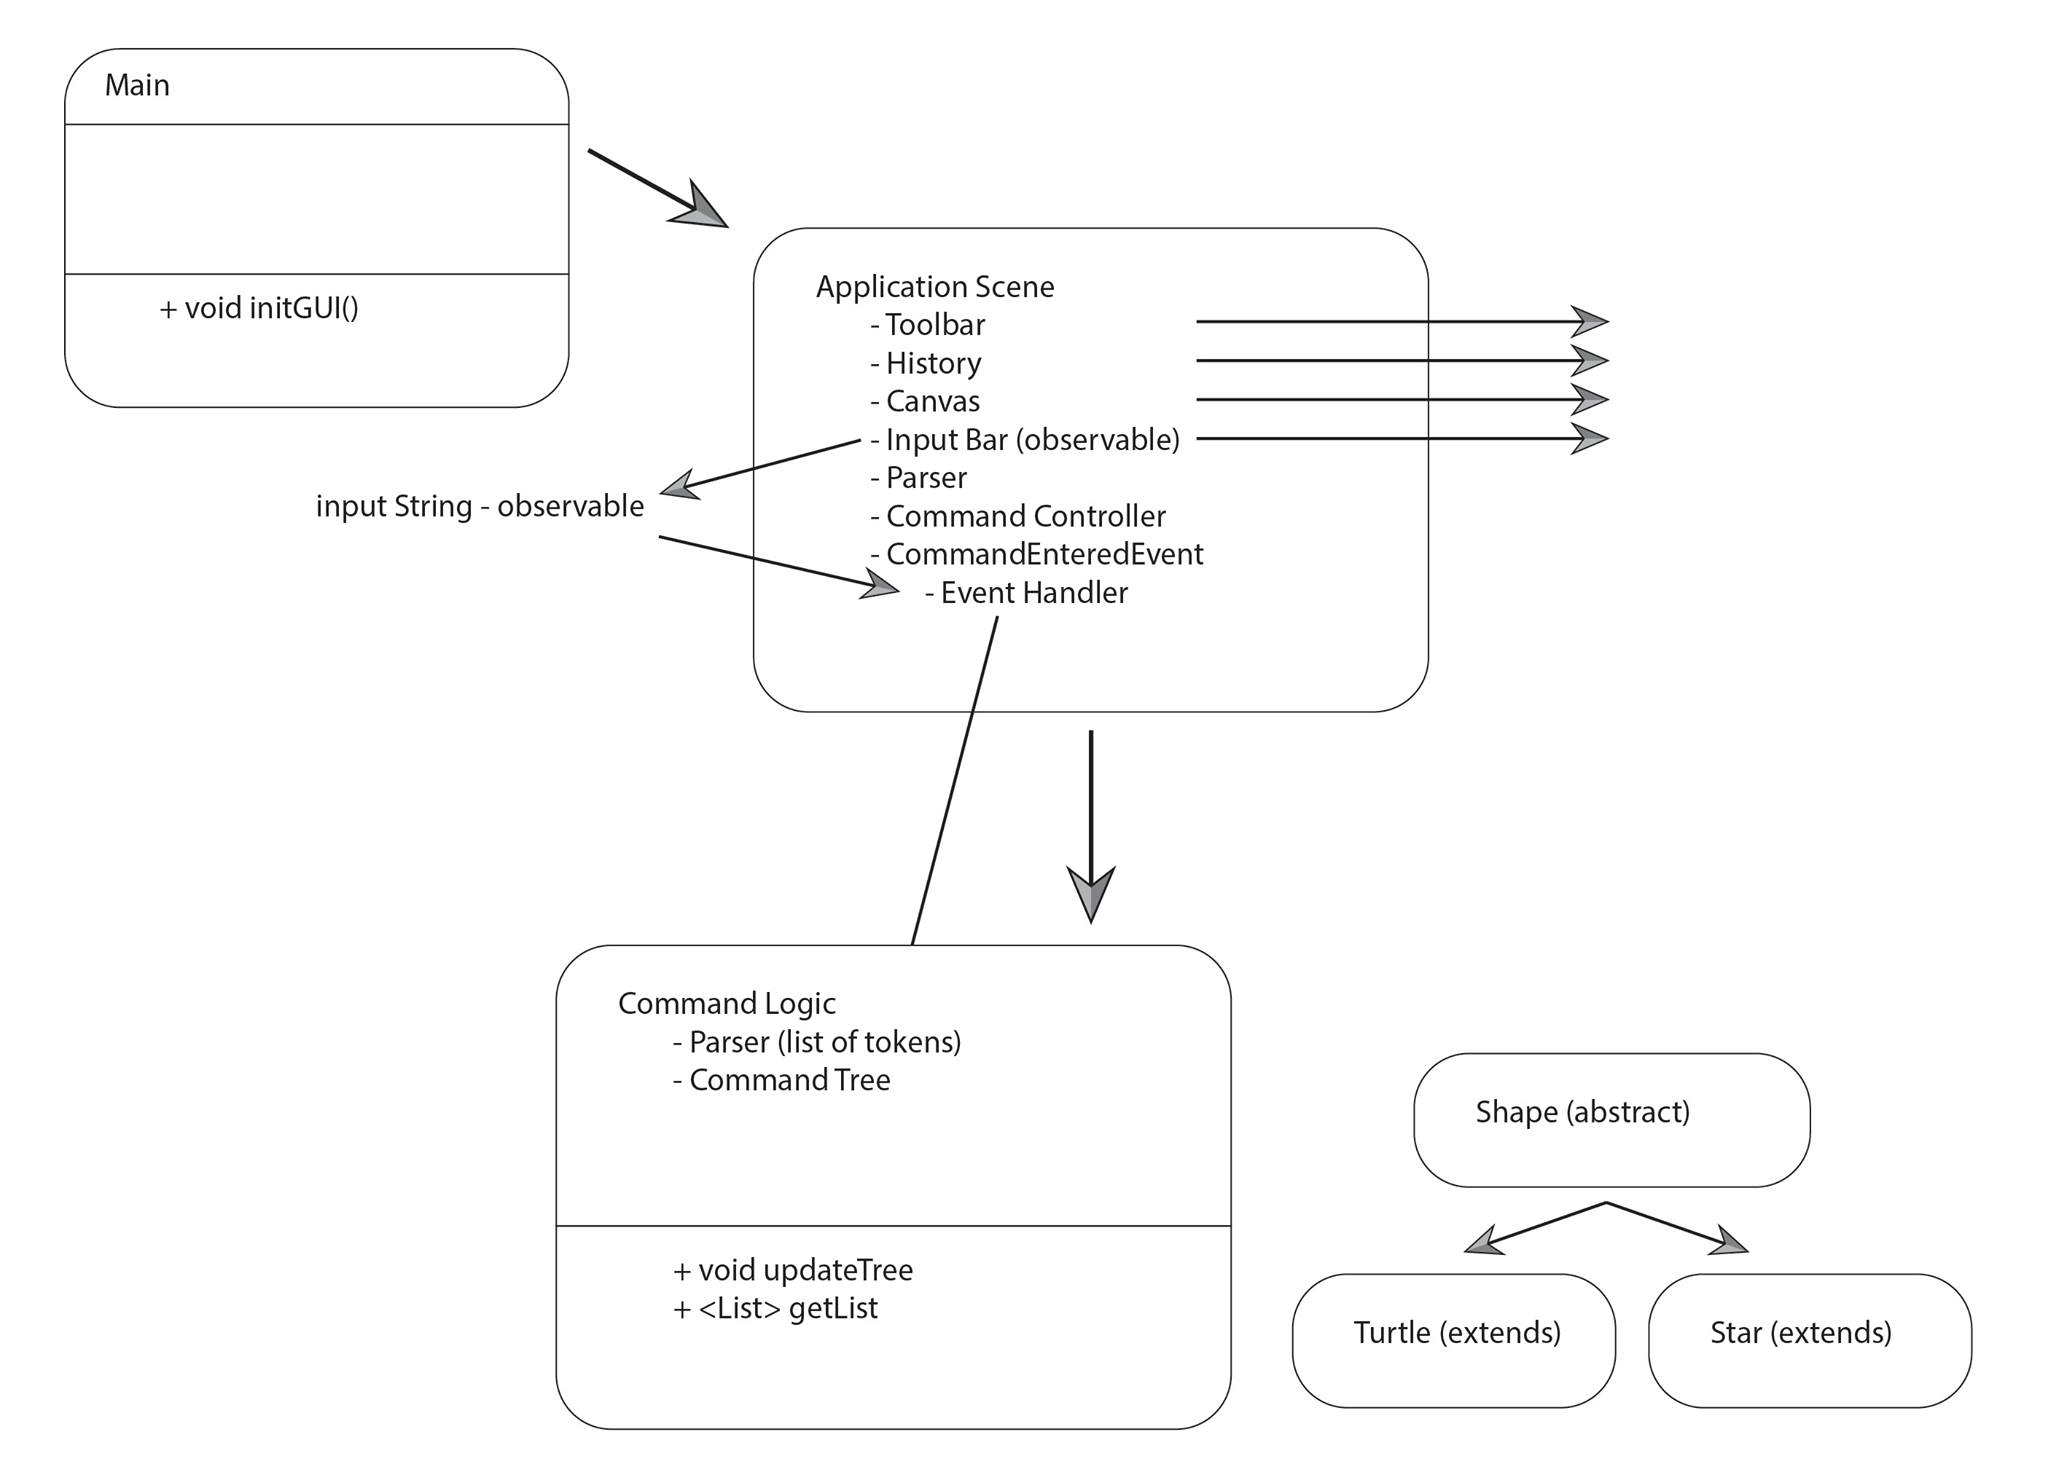 Main
+ void initGUI()
Application Scene
- Toolbar
- History
- Canvas
- Input Bar (observable)
- Parser
- Command Controller
- CommandEnteredEvent
- Event Handler
input String - observable
Command Logic
- Parser (list of tokens)
- Command Tree
+ void updateTree
+ <List> getList
Shape (abstract)
Turtle (extends)
Star (extends)